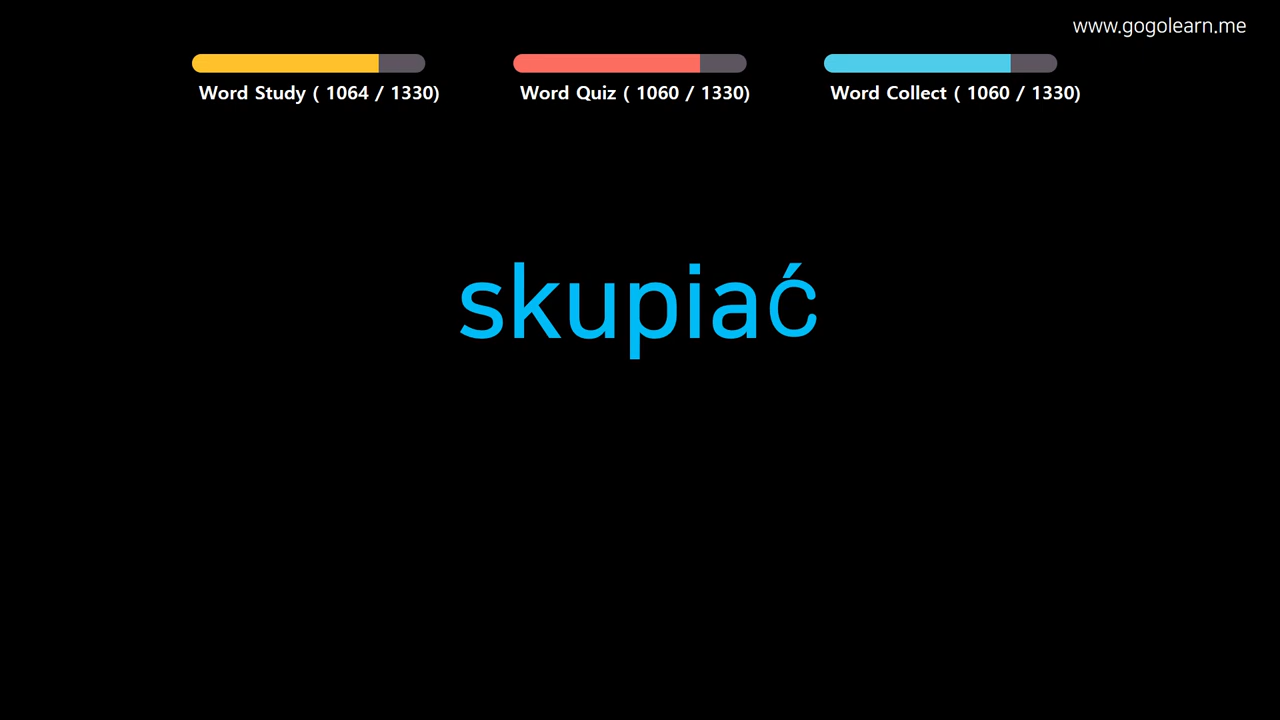 www.gogolearn.me
Word Study ( 1064 / 1330)
Word Quiz ( 1060 / 1330)
Word Collect ( 1060 / 1330)
skupiać